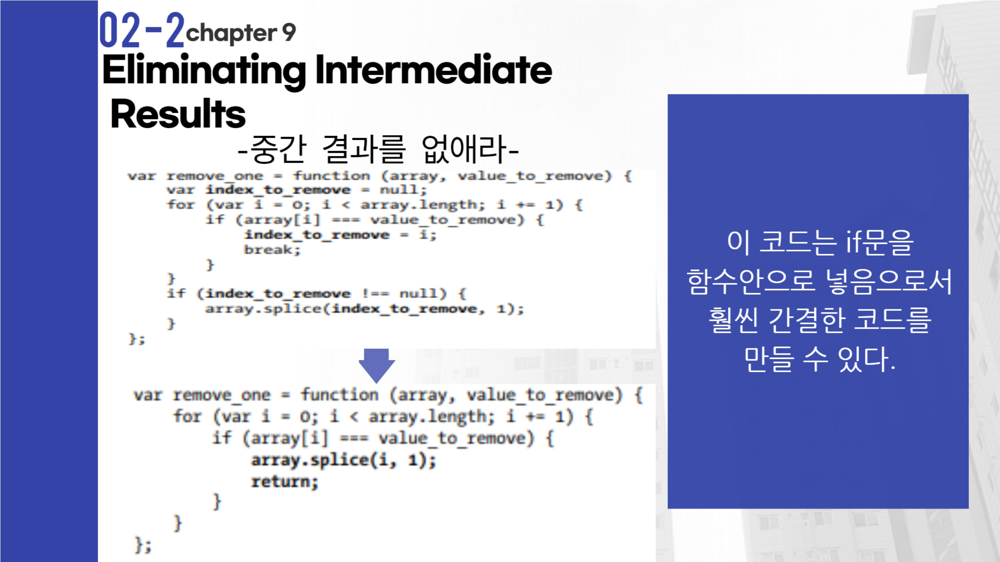 02-2 chapter 9
Eliminating Intermediate
Results
-중간 결과를 없애라-
var remove_one = function (array, value_to_remove) {
    var index_to_remove = null;
    for (var i = 0; i < array.length; i += 1) {
        if (array[i] === value_to_remove) {
            index_to_remove = i;
            break;
        }
    }
    if (index_to_remove !== null) {
        array.splice(index_to_remove, 1);
    }
};
var remove_one = function (array, value_to_remove) {
    for (var i = 0; i < array.length; i += 1) {
        if (array[i] === value_to_remove) {
            array.splice(i, 1);
            return;
        }
    }
};
이 코드는 if문을
함수안으로 넣음으로서
훨씬 간결한 코드를
만들 수 있다.